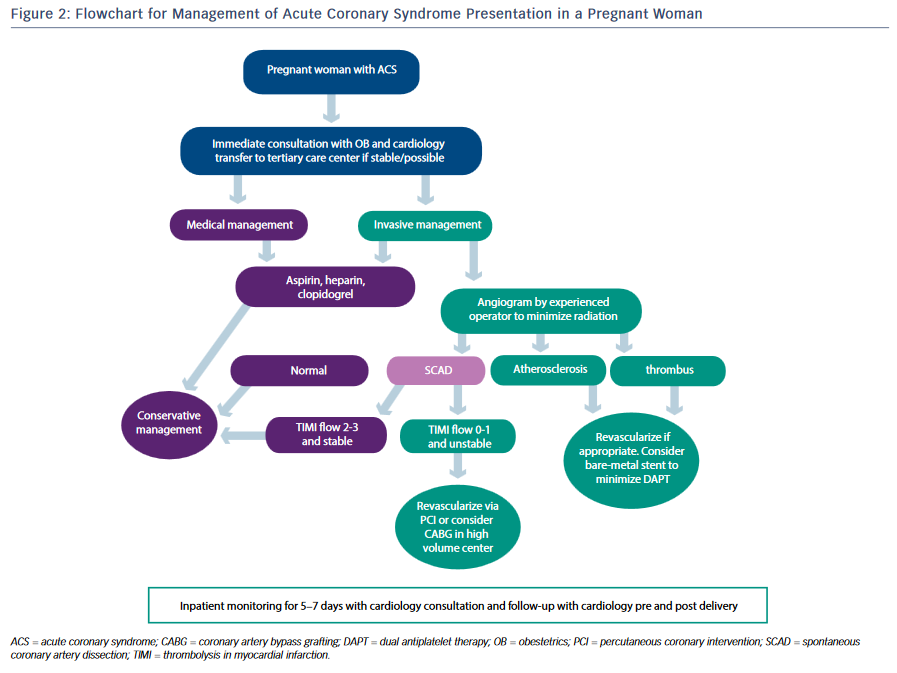 Figure 2: Flowchart for Management of Acute Coronary Syndrome Presentation in a Pregnant Woman
Pregnant woman with ACS
Immediate consultation with OB and cardiology
transfer to tertiary care center if stable/possible
Medical management
Invasive management
Aspirin, heparin,
clopidogrel
Angiogram by experienced
operator to minimize radiation
Normal
SCAD
Atherosclerosis
thrombus
Conservative
management
TIMI flow 2-3
and stable
TIMI flow 0-1
and unstable
Revascularize if
appropriate. Consider
bare-metal stent to
minimize DAPT
Revascularize via
PCI or consider
CABG in high
volume center
Inpatient monitoring for 5–7 days with cardiology consultation and follow-up with cardiology pre and post delivery
ACS = acute coronary syndrome; CABG = coronary artery bypass grafting; DAPT = dual antiplatelet therapy; OB = obestetrics; PCI = percutaneous coronary intervention; SCAD = spontaneous
coronary artery dissection; TIMI = thrombolysis in myocardial infarction.